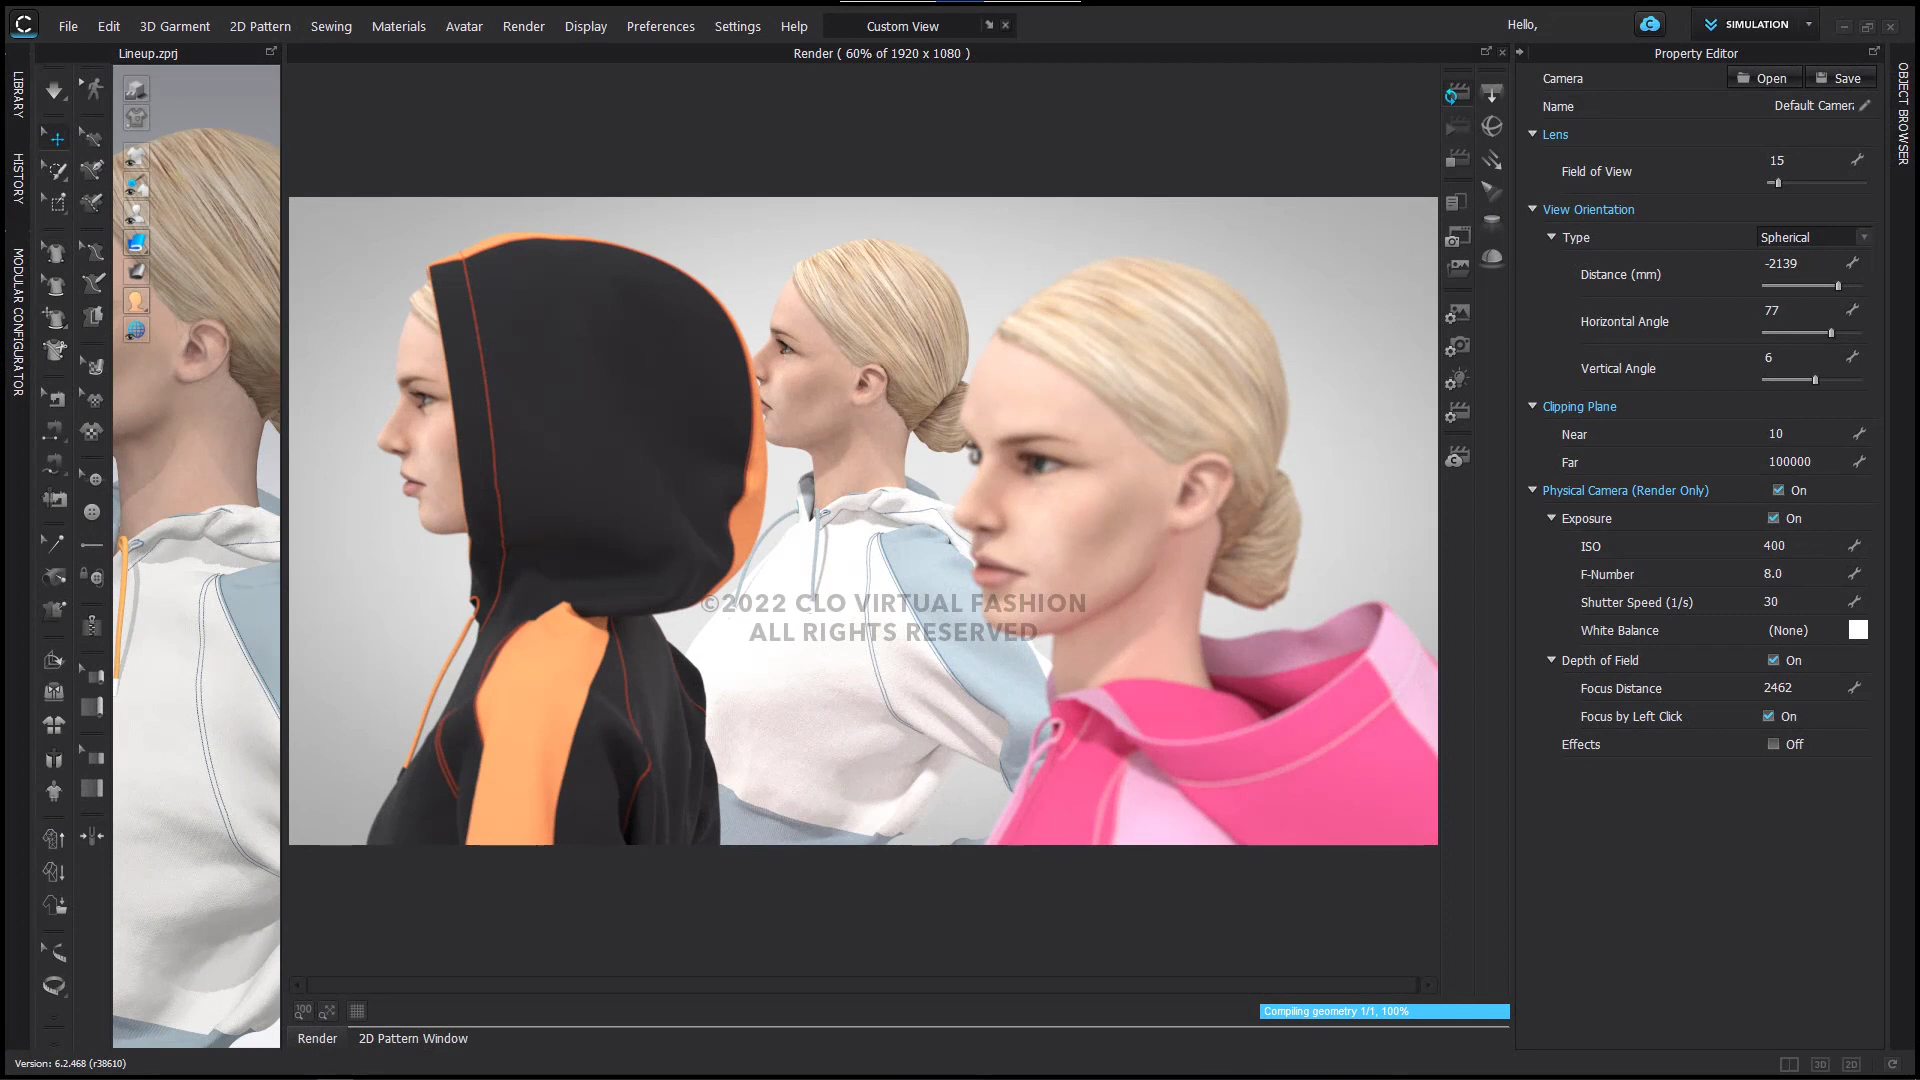 File Edit 3D Garment 2D Pattern Sewing Materials Avatar Render Display Preferences Settings Help
Custom View
Hello,
SIMULATION
Lineup.zprj
Render ( 60% of 1920 x 1080 )
Property Editor
LIBRARY
HISTORY
MODULAR CONFIGURATOR
OBJECT BROWSER
Camera
Open
Save
Name Default Camer
Lens
Field of View 15
View Orientation
Type Spherical
Distance (mm) -2139
Horizontal Angle 77
Vertical Angle 6
Clipping Plane
Near 10
Far 100000
Physical Camera (Render Only) On
Exposure On
ISO 400
F-Number 8.0
Shutter Speed (1/s) 30
White Balance (None)
Depth of Field On
Focus Distance 2462
Focus by Left Click On
Effects Off
©2022 CLO VIRTUAL FASHION
ALL RIGHTS RESERVED
100
Compiling geometry 1/1, 100%
Render
2D Pattern Window
Version: 6.2.468 (r38610)
3D
2D